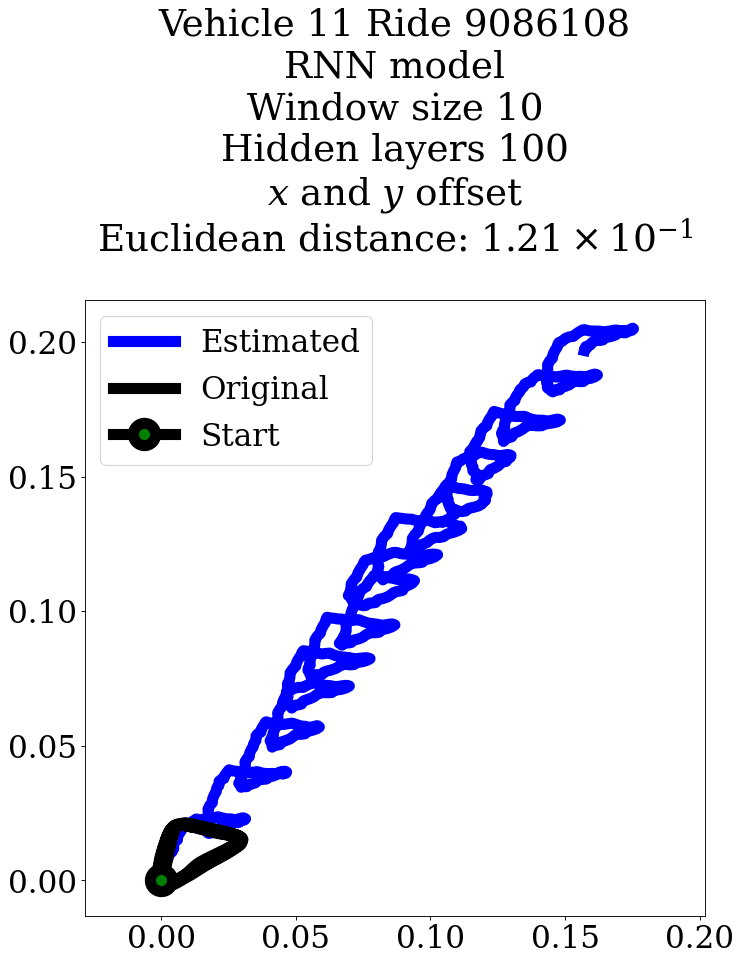 Vehicle 11 Ride 9086108
RNN model
Window size 10
Hidden layers 100
x and y offset
Euclidean distance: 1.21 × 10⁻¹
Estimated
Original
Start
0.20
0.15
0.10
0.05
0.00
0.00 0.05 0.10 0.15 0.20